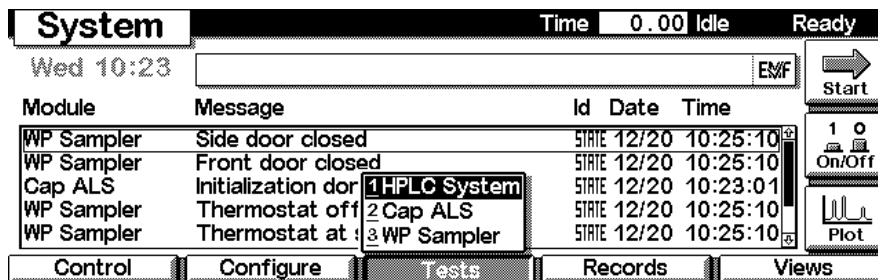 System Time 0.00 Idle Ready
Wed 10:23 EMF Start
Module Message Id Date Time
WP Sampler Side door closed STATE 12/20 10:25:10
WP Sampler Front door closed STATE 12/20 10:25:10
Cap ALS Initialization dor STATE 12/20 10:23:01
WP Sampler Thermostat off STATE 12/20 10:25:10
WP Sampler Thermostat at STATE 12/20 10:25:10
1 HPLC System
2 Cap ALS
3 WP Sampler
1 0
On/Off
Plot
Control Configure Tests Records Views